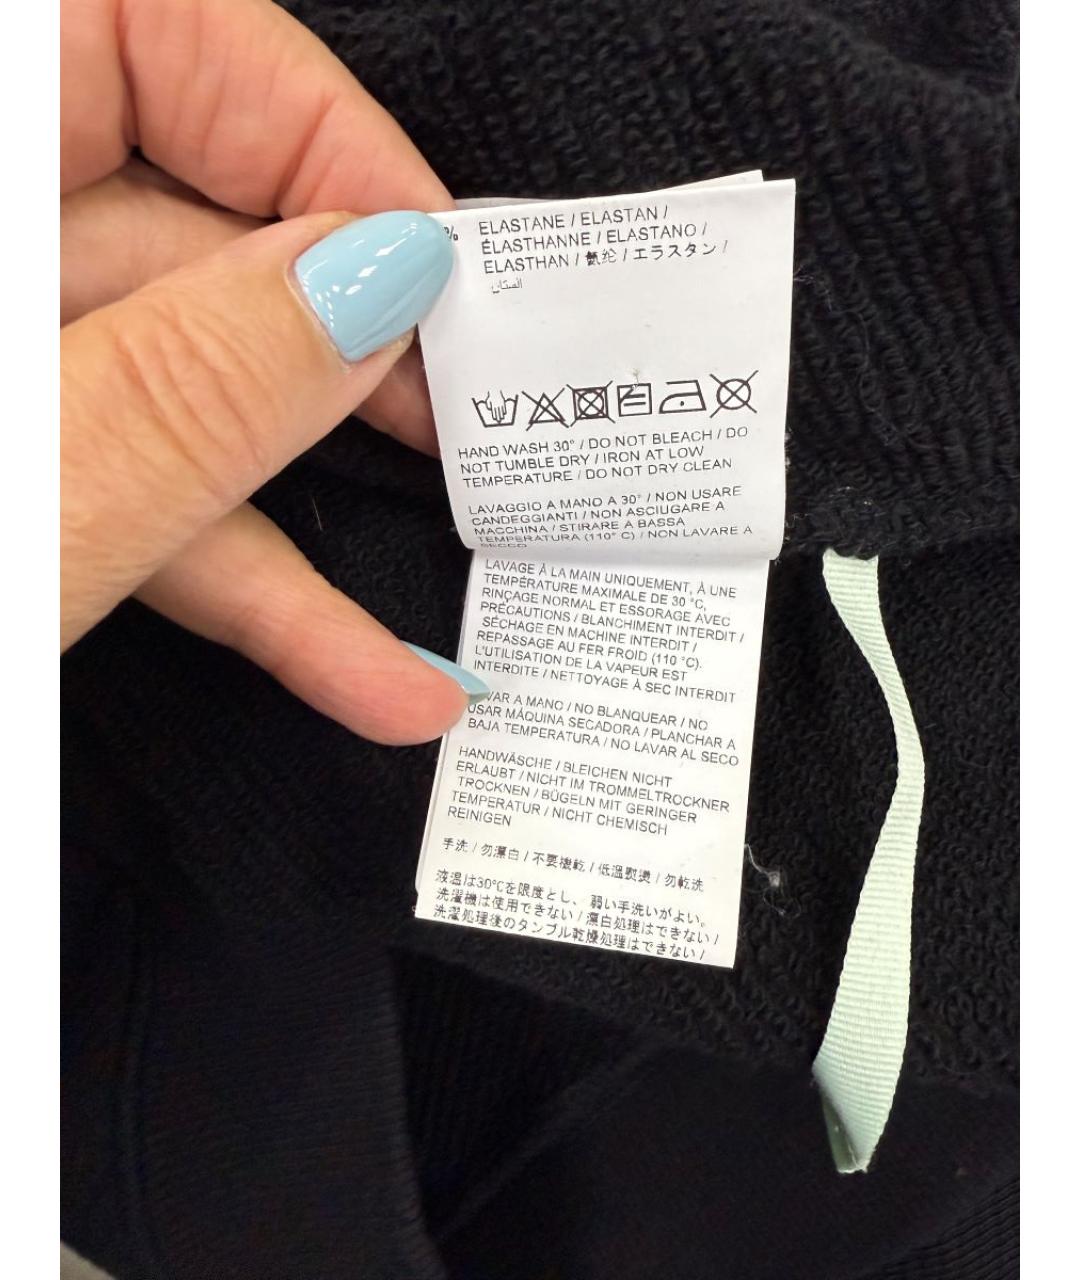 % ELASTANE / ELASTAN /
ÉLASTHANNE / ELASTANO /
ELASTHAN / 氨纶 / エラスタン /
الستان
HAND WASH 30° / DO NOT BLEACH / DO
NOT TUMBLE DRY / IRON AT LOW
TEMPERATURE / DO NOT DRY CLEAN
LAVAGGIO A MANO A 30° / NON USARE
CANDEGGIANTI / NON ASCIUGARE A
MACCHINA / STIRARE A BASSA
TEMPERATURA (110° C) / NON LAVARE A
SECCO
LAVAGE À LA MAIN UNIQUEMENT, À UNE
TEMPÉRATURE MAXIMALE DE 30 °C,
RINÇAGE NORMAL ET ESSORAGE AVEC
PRÉCAUTIONS / BLANCHIMENT INTERDIT /
SÉCHAGE EN MACHINE INTERDIT /
REPASSAGE AU FER FROID (110 °C).
L'UTILISATION DE LA VAPEUR EST
INTERDITE / NETTOYAGE À SEC INTERDIT
VAR A MANO / NO BLANQUEAR / NO
USAR MÁQUINA SECADORA / PLANCHAR A
BAJA TEMPERATURA / NO LAVAR AL SECO
HANDWÄSCHE / BLEICHEN NICHT
ERLAUBT / NICHT IM TROMMELTROCKNER
TROCKNEN / BÜGELN MIT GERINGER
TEMPERATUR / NICHT CHEMISCH
REINIGEN
手洗 / 勿漂白 / 不要機乾 / 低溫熨燙 / 勿乾洗
液温は30℃を限度とし、 弱い手洗いがよい。
洗濯機は使用できない / 漂白処理はできない /
洗濯処理後のタンブル乾燥処理はできない /